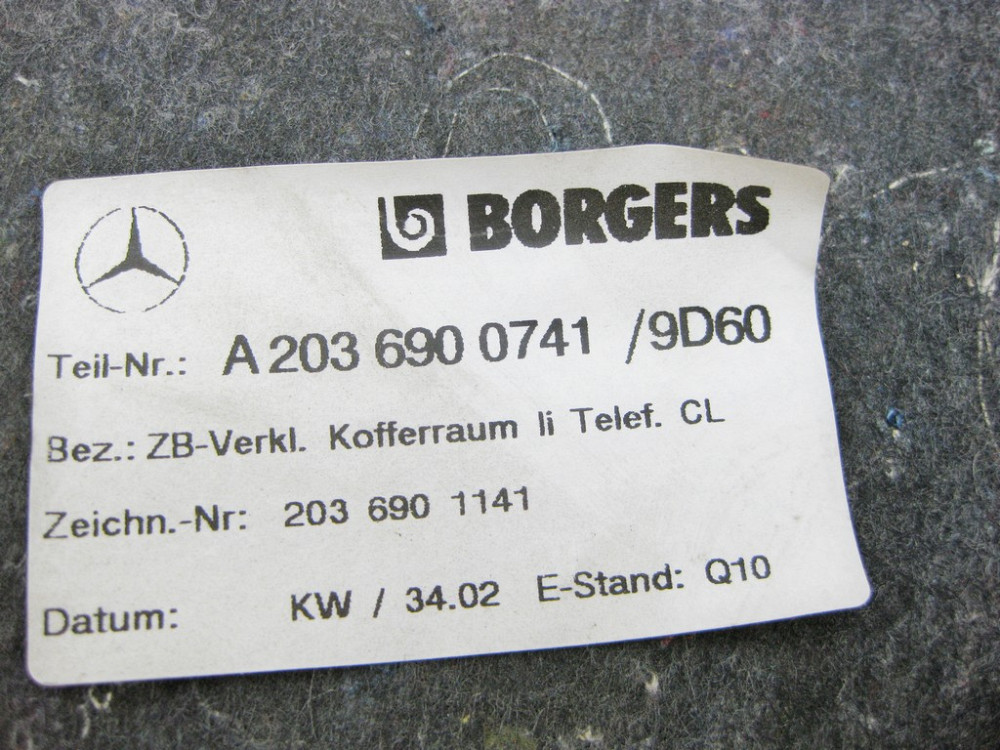 BORGERS
Teil-Nr.: A 203 690 0741 /9D60
Bez.: ZB-Verkl. Kofferraum li Telef. CL
Zeichn.-Nr: 203 690 1141
Datum: KW / 34.02 E-Stand: Q10